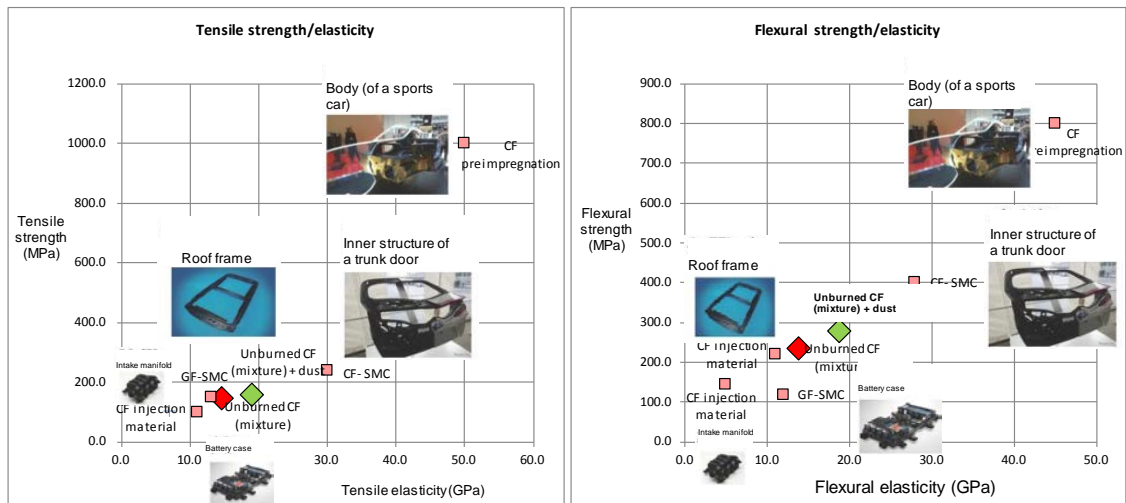 Tensile strength/elasticity
1200.0
1000.0
800.0
600.0
400.0
200.0
0.0
Tensile
strength
(MPa)
Body (of a sports
car)
CF
preimpregnation
Roof frame
Inner structure of
a trunk door
Intake manifold
GF-SMC
Unburned CF
(mixture) + dust
CF- SMC
CF injection
material
Unburned CF
(mixture)
Battery case
0.0
10.0
30.0
40.0
50.0
60.0
Tensile elasticity (GPa)
Flexural strength/elasticity
900.0
800.0
700.0
600.0
500.0
400.0
300.0
200.0
100.0
0.0
Flexural
strength
(MPa)
Body (of a sports
car)
CF
reimpregnation
Inner structure of
a trunk door
Roof frame
CF- SMC
Unburned CF
(mixture) + dust
CF injection
material
Unburned CF
(mixtur
CF injection
material
GF-SMC
Battery case
Intake manifold
0.0
10.0
20.0
30.0
40.0
50.0
Flexural elasticity (GPa)